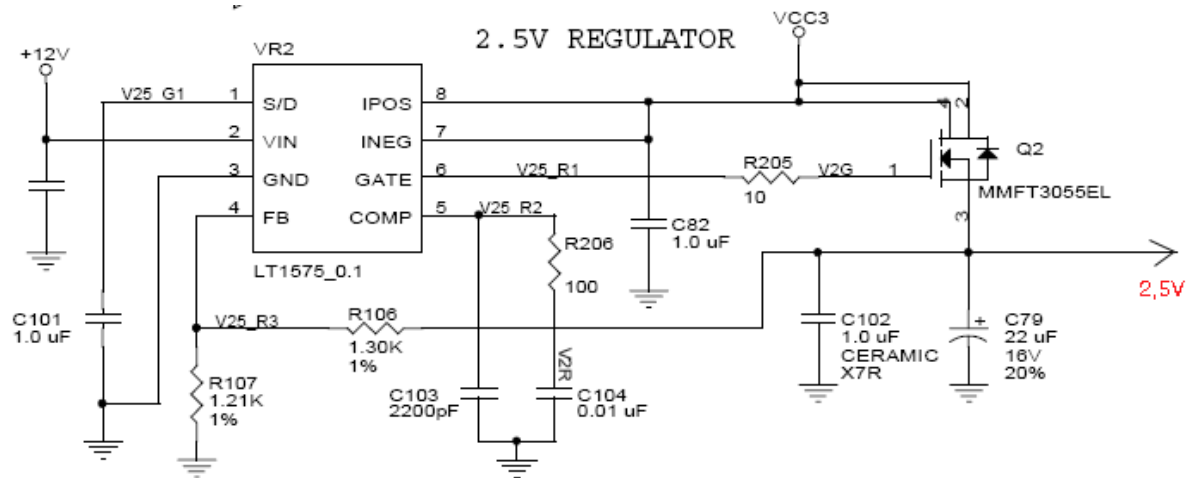 VCC3
2.5V REGULATOR
+12V
VR2
V25_G1
1
S/D
IPOS
8
4
2
2
VIN
INEG
7
Q2
3
GND
GATE
6
V25_R1
R205
10
V2G
1
MMFT3055EL
4
FB
COMP
5
V25_R2
3
C82
1.0 uF
R206
100
LT1575_0.1
2,5V
C101
1.0 uF
V25_R3
R106
1.30K
1%
C102
1.0 uF
CERAMIC
X7R
C79
22 uF
16V
20%
V2R
R107
1.21K
1%
C103
2200pF
C104
0.01 uF